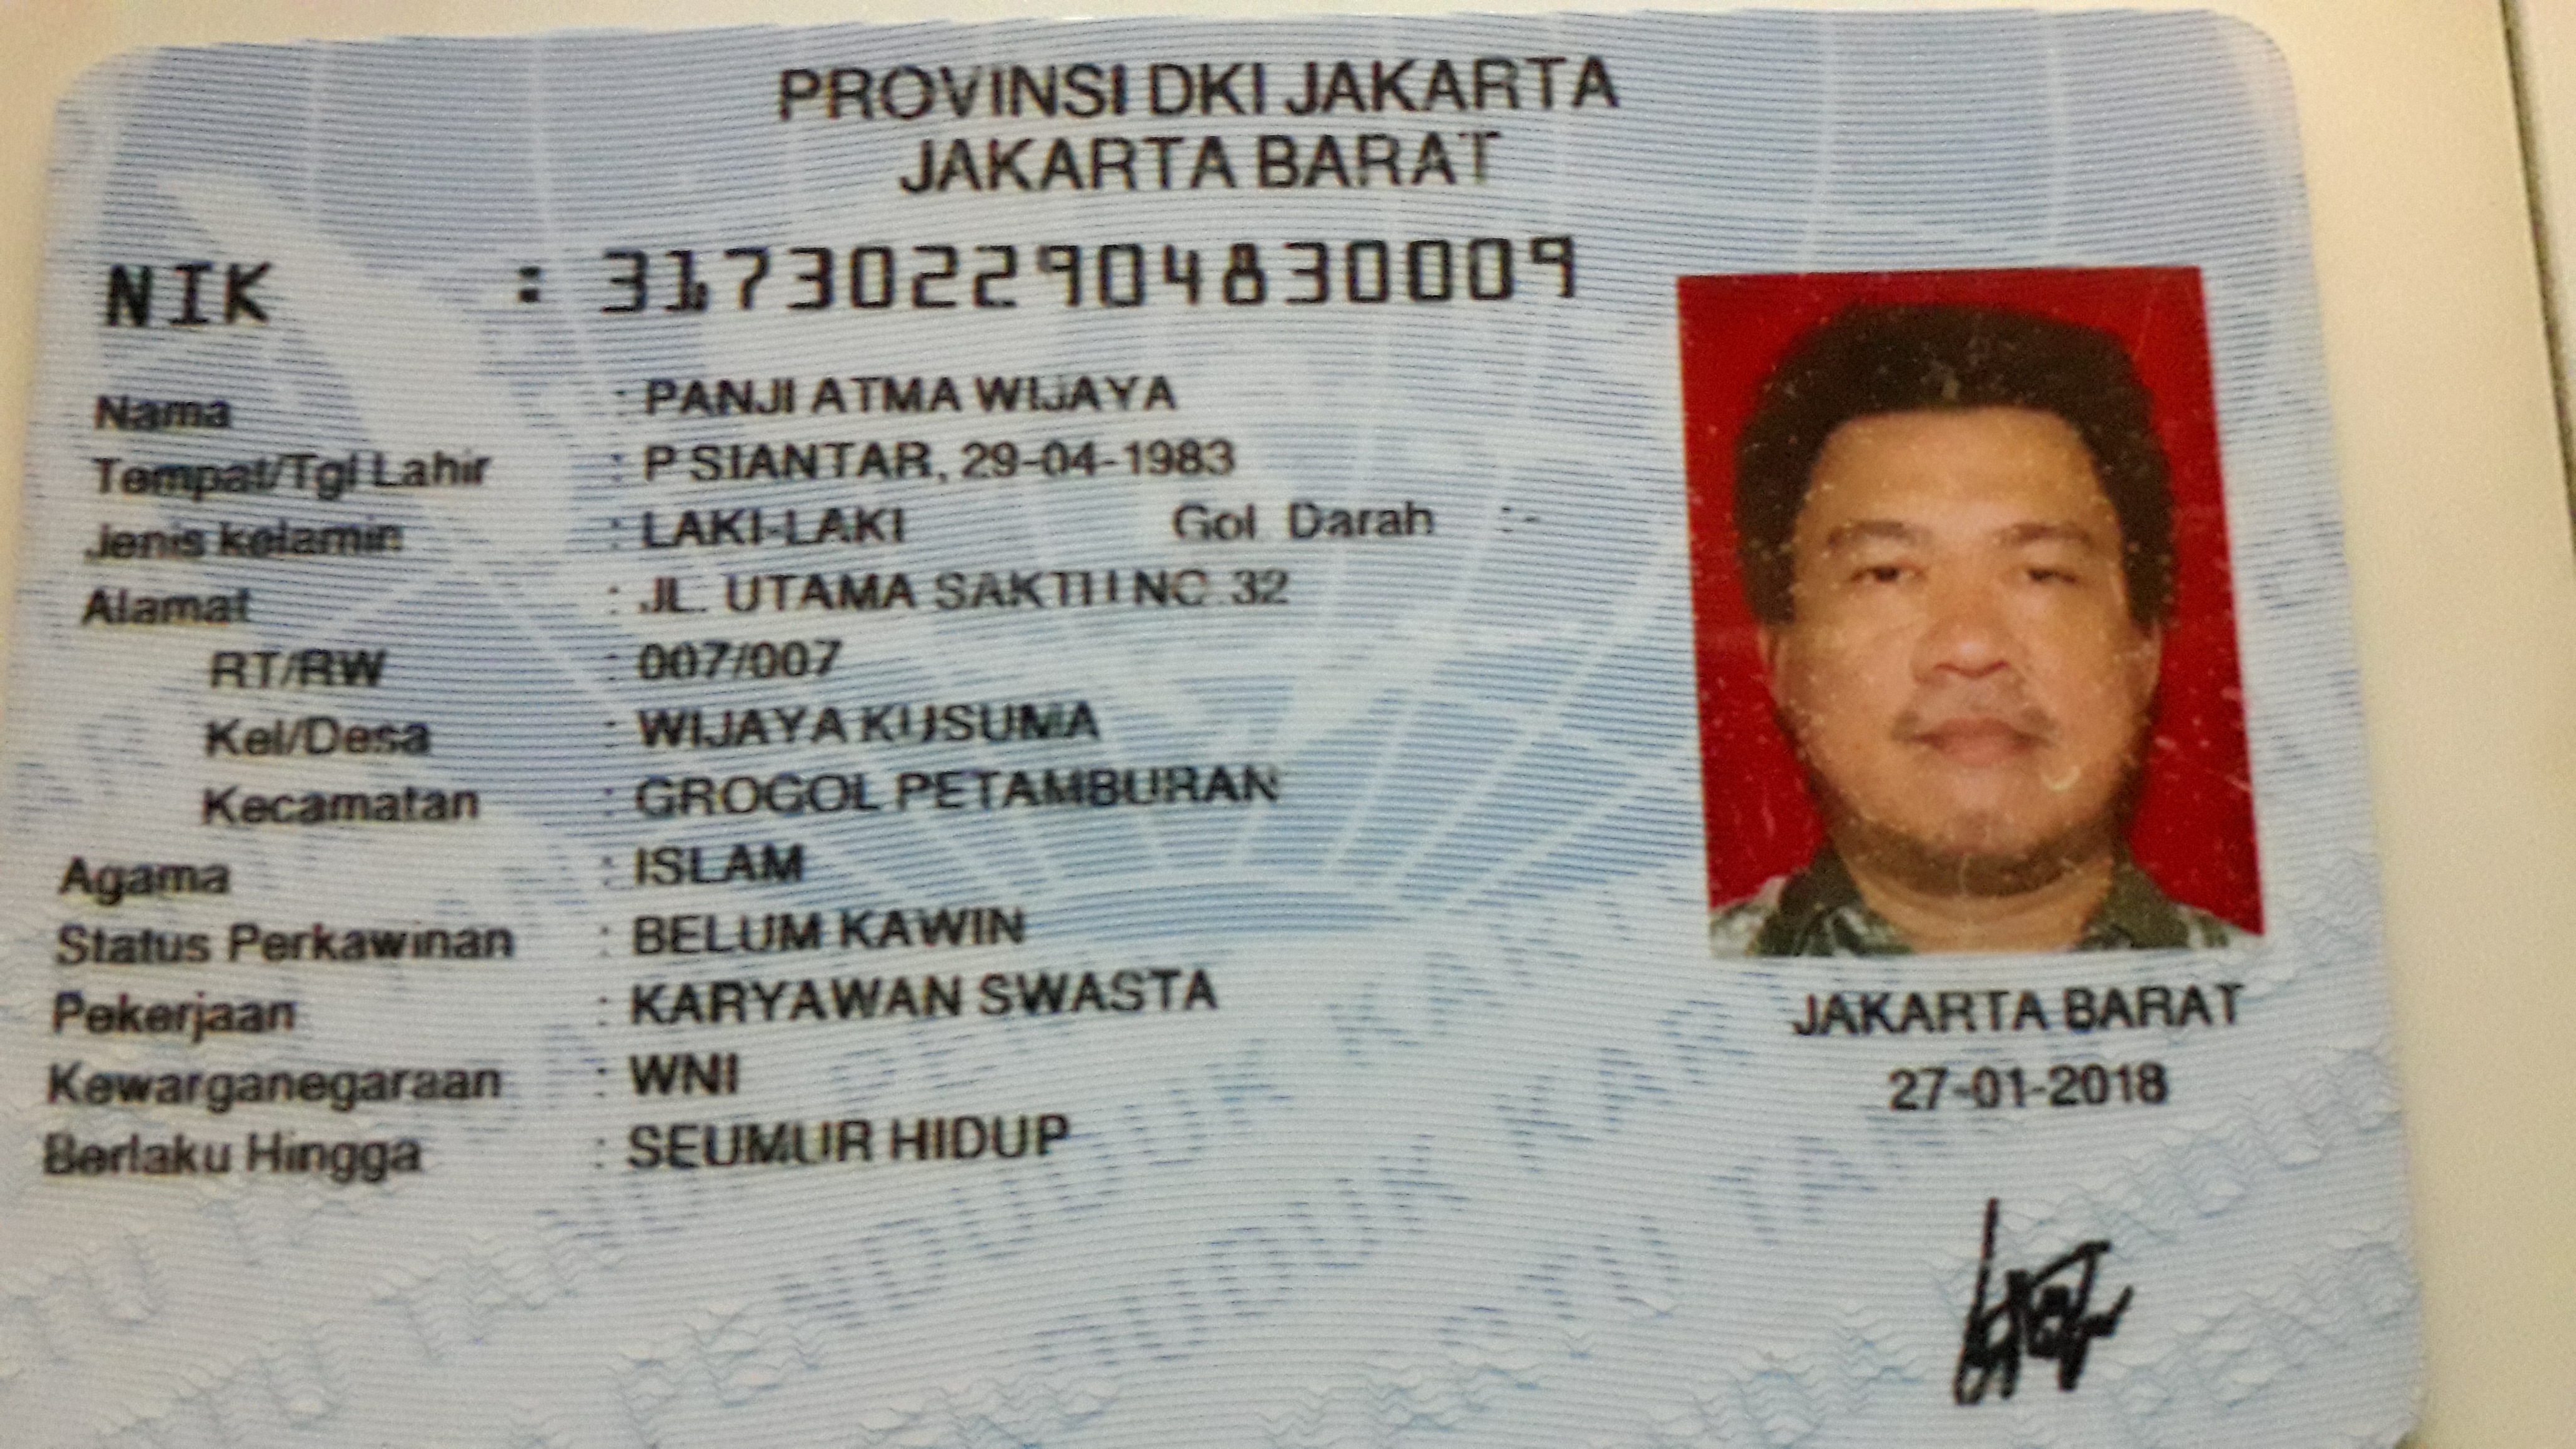 PROVINSI DKI JAKARTA
JAKARTA BARAT
NIK : 3173022904830009
Nama : PANJI ATMA WIJAYA
Tempat/Tgl Lahir : P SIANTAR, 29-04-1983
Jenis kelamin : LAKI-LAKI Gol. Darah :-
Alamat : JL. UTAMA SAKTI I NO.32
RT/RW : 007/007
Kel/Desa : WIJAYA KUSUMA
Kecamatan : GROGOL PETAMBURAN
Agama : ISLAM
Status Perkawinan : BELUM KAWIN
Pekerjaan : KARYAWAN SWASTA
Kewarganegaraan : WNI
Berlaku Hingga : SEUMUR HIDUP
JAKARTA BARAT
27-01-2018